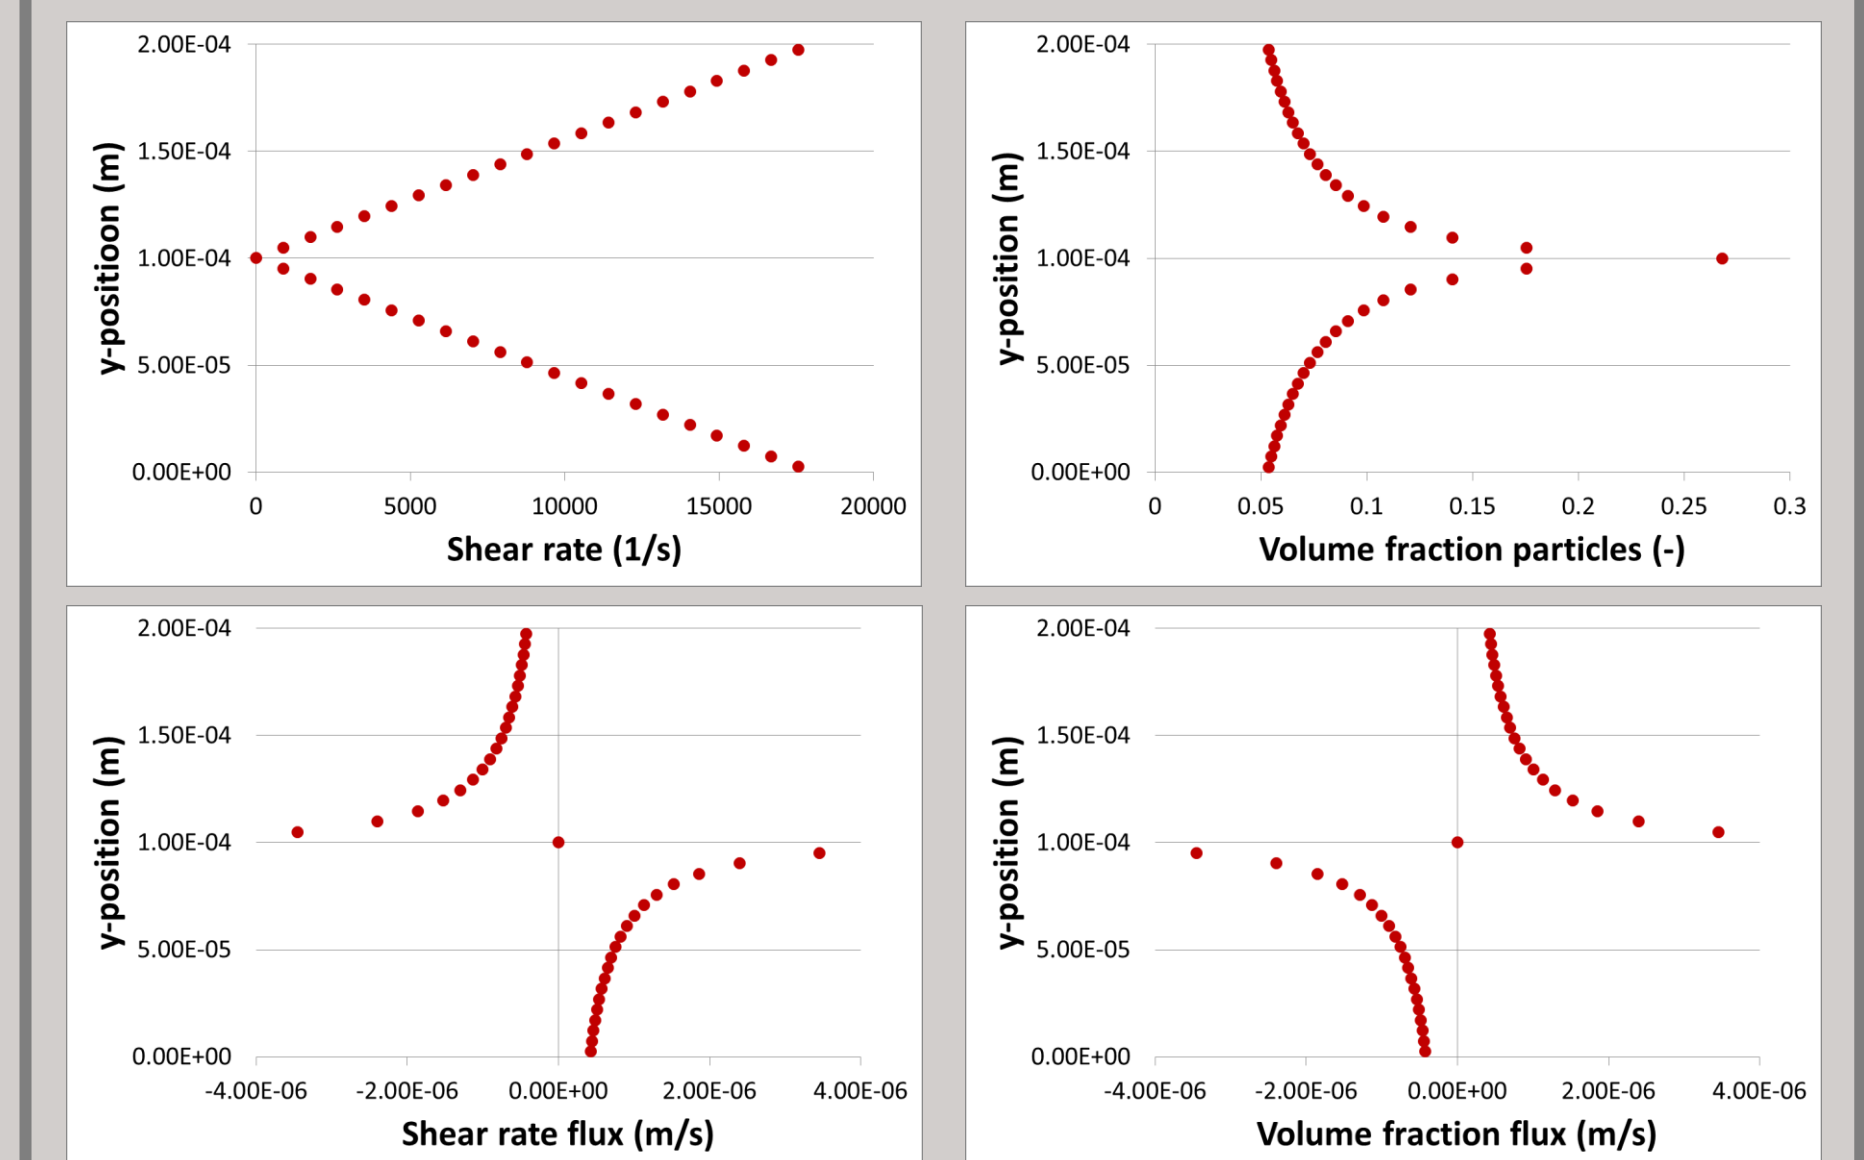 2.00E-04
1.50E-04
1.00E-04
5.00E-05
0.00E+00
y-positioon (m)
0 5000 10000 15000 20000
Shear rate (1/s)
2.00E-04
1.50E-04
1.00E-04
5.00E-05
0.00E+00
y-position (m)
0 0.05 0.1 0.15 0.2 0.25 0.3
Volume fraction particles (-)
2.00E-04
1.50E-04
1.00E-04
5.00E-05
0.00E+00
y-position (m)
-4.00E-06 -2.00E-06 0.00E+00 2.00E-06 4.00E-06
Shear rate flux (m/s)
2.00E-04
1.50E-04
1.00E-04
5.00E-05
0.00E+00
y-position (m)
-4.00E-06 -2.00E-06 0.00E+00 2.00E-06 4.00E-06
Volume fraction flux (m/s)